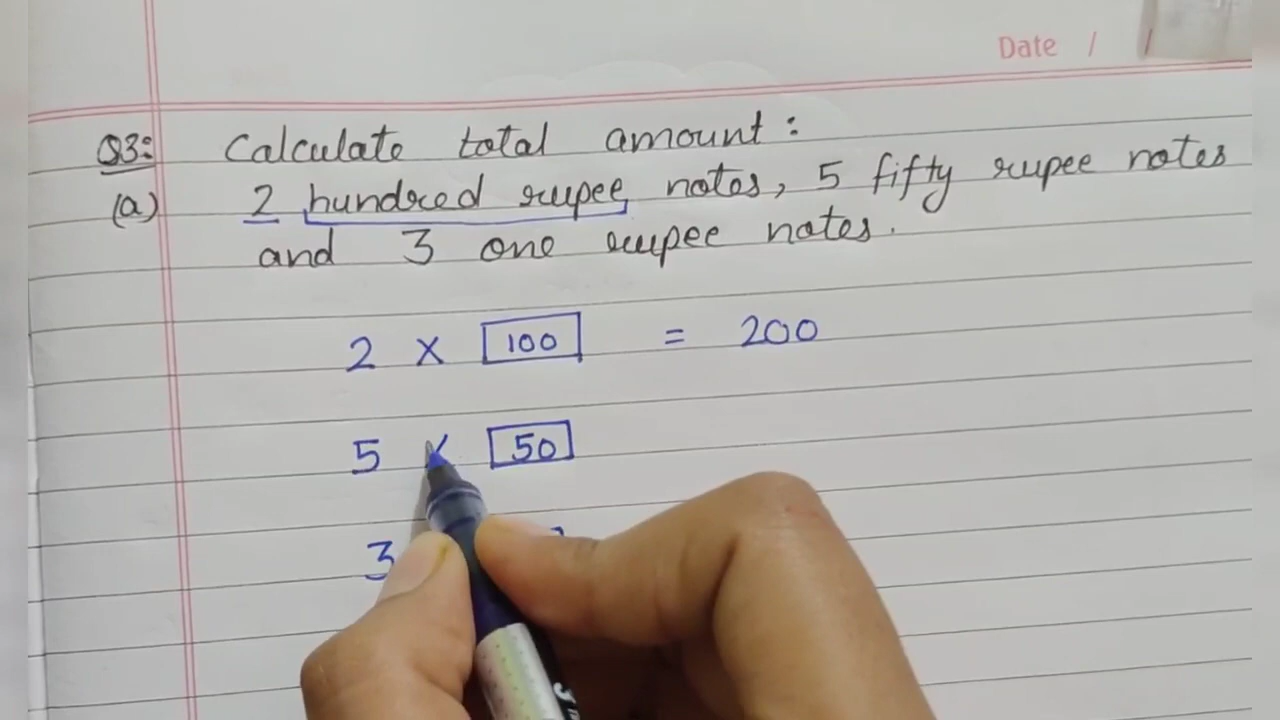 Date / /
Q3: Calculate total amount:
(a) 2 hundred rupee notes, 5 fifty rupee notes
and 3 one rupee notes.
2 × 100 = 200
5 × 50
3